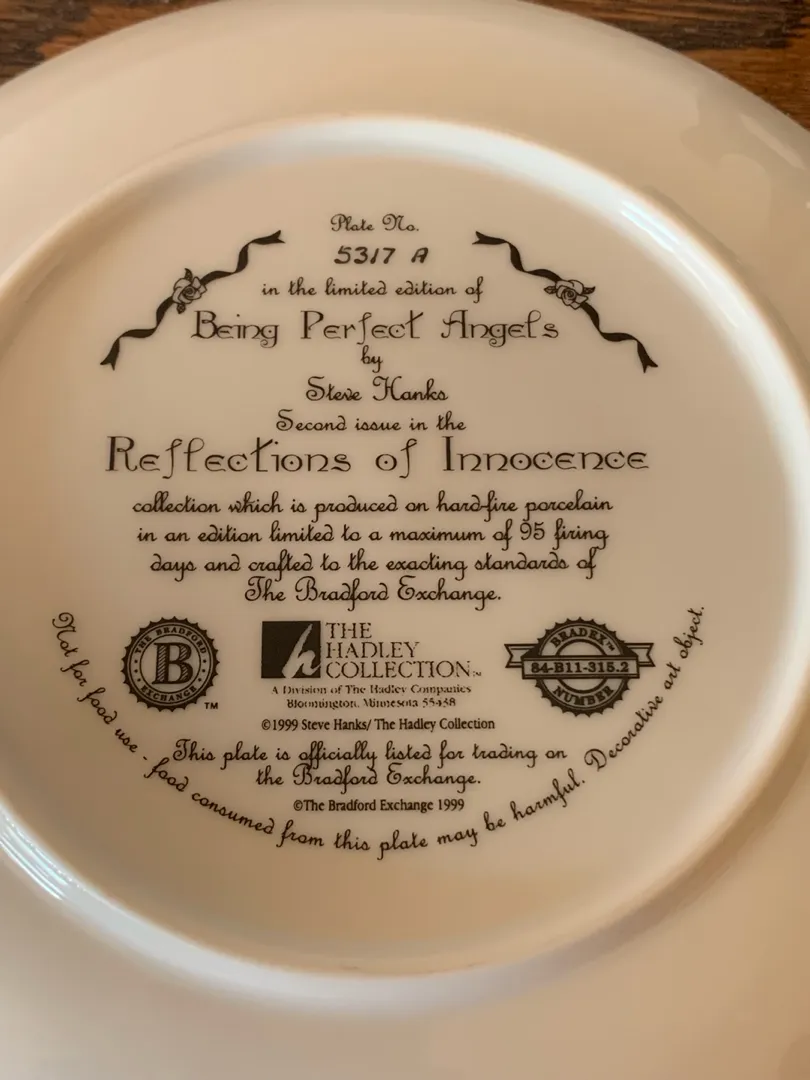 Plate No.
5317 A
in the limited edition of
Being Perfect Angels
by
Steve Hanks
Second issue in the
Reflections of Innocence
collection which is produced on hard-fire porcelain
in an edition limited to a maximum of 95 firing
days and crafted to the exacting standards of
The Bradford Exchange.
THE BRADFORD
B
EXCHANGE
TM
h
THE
HADLEY
COLLECTION™
A Division of The Hadley Companies
Bloomington, Minnesota 55438
BRADEX™
84-B11-315.2
NUMBER
©1999 Steve Hanks/ The Hadley Collection
This plate is officially listed for trading on
the Bradford Exchange.
©The Bradford Exchange 1999
Not for food use - food consumed from this plate may be harmful. Decorative art object.